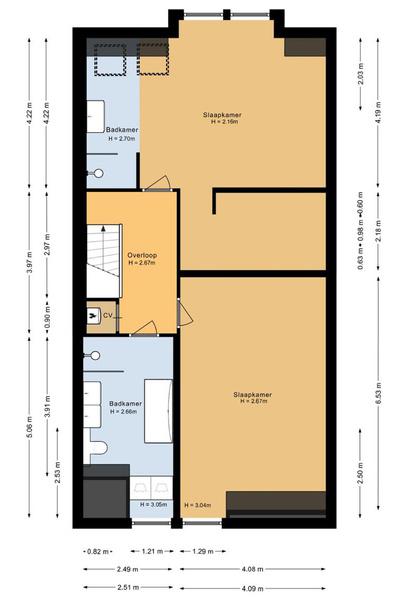 4.22 m
4.22 m
2.03 m
4.19 m
Slaapkamer
H = 2.16m
Badkamer
H = 2.70m
3.97 m
2.97 m
0.63 m
0.98 m
0.60 m
2.18 m
Overloop
H = 2.67m
CV
0.90 m
5.06 m
3.91 m
2.53 m
Badkamer
H = 2.66m
Slaapkamer
H = 2.67m
6.53 m
2.50 m
H = 3.05m
H = 3.04m
0.82 m
1.21 m
1.29 m
2.49 m
4.08 m
2.51 m
4.09 m